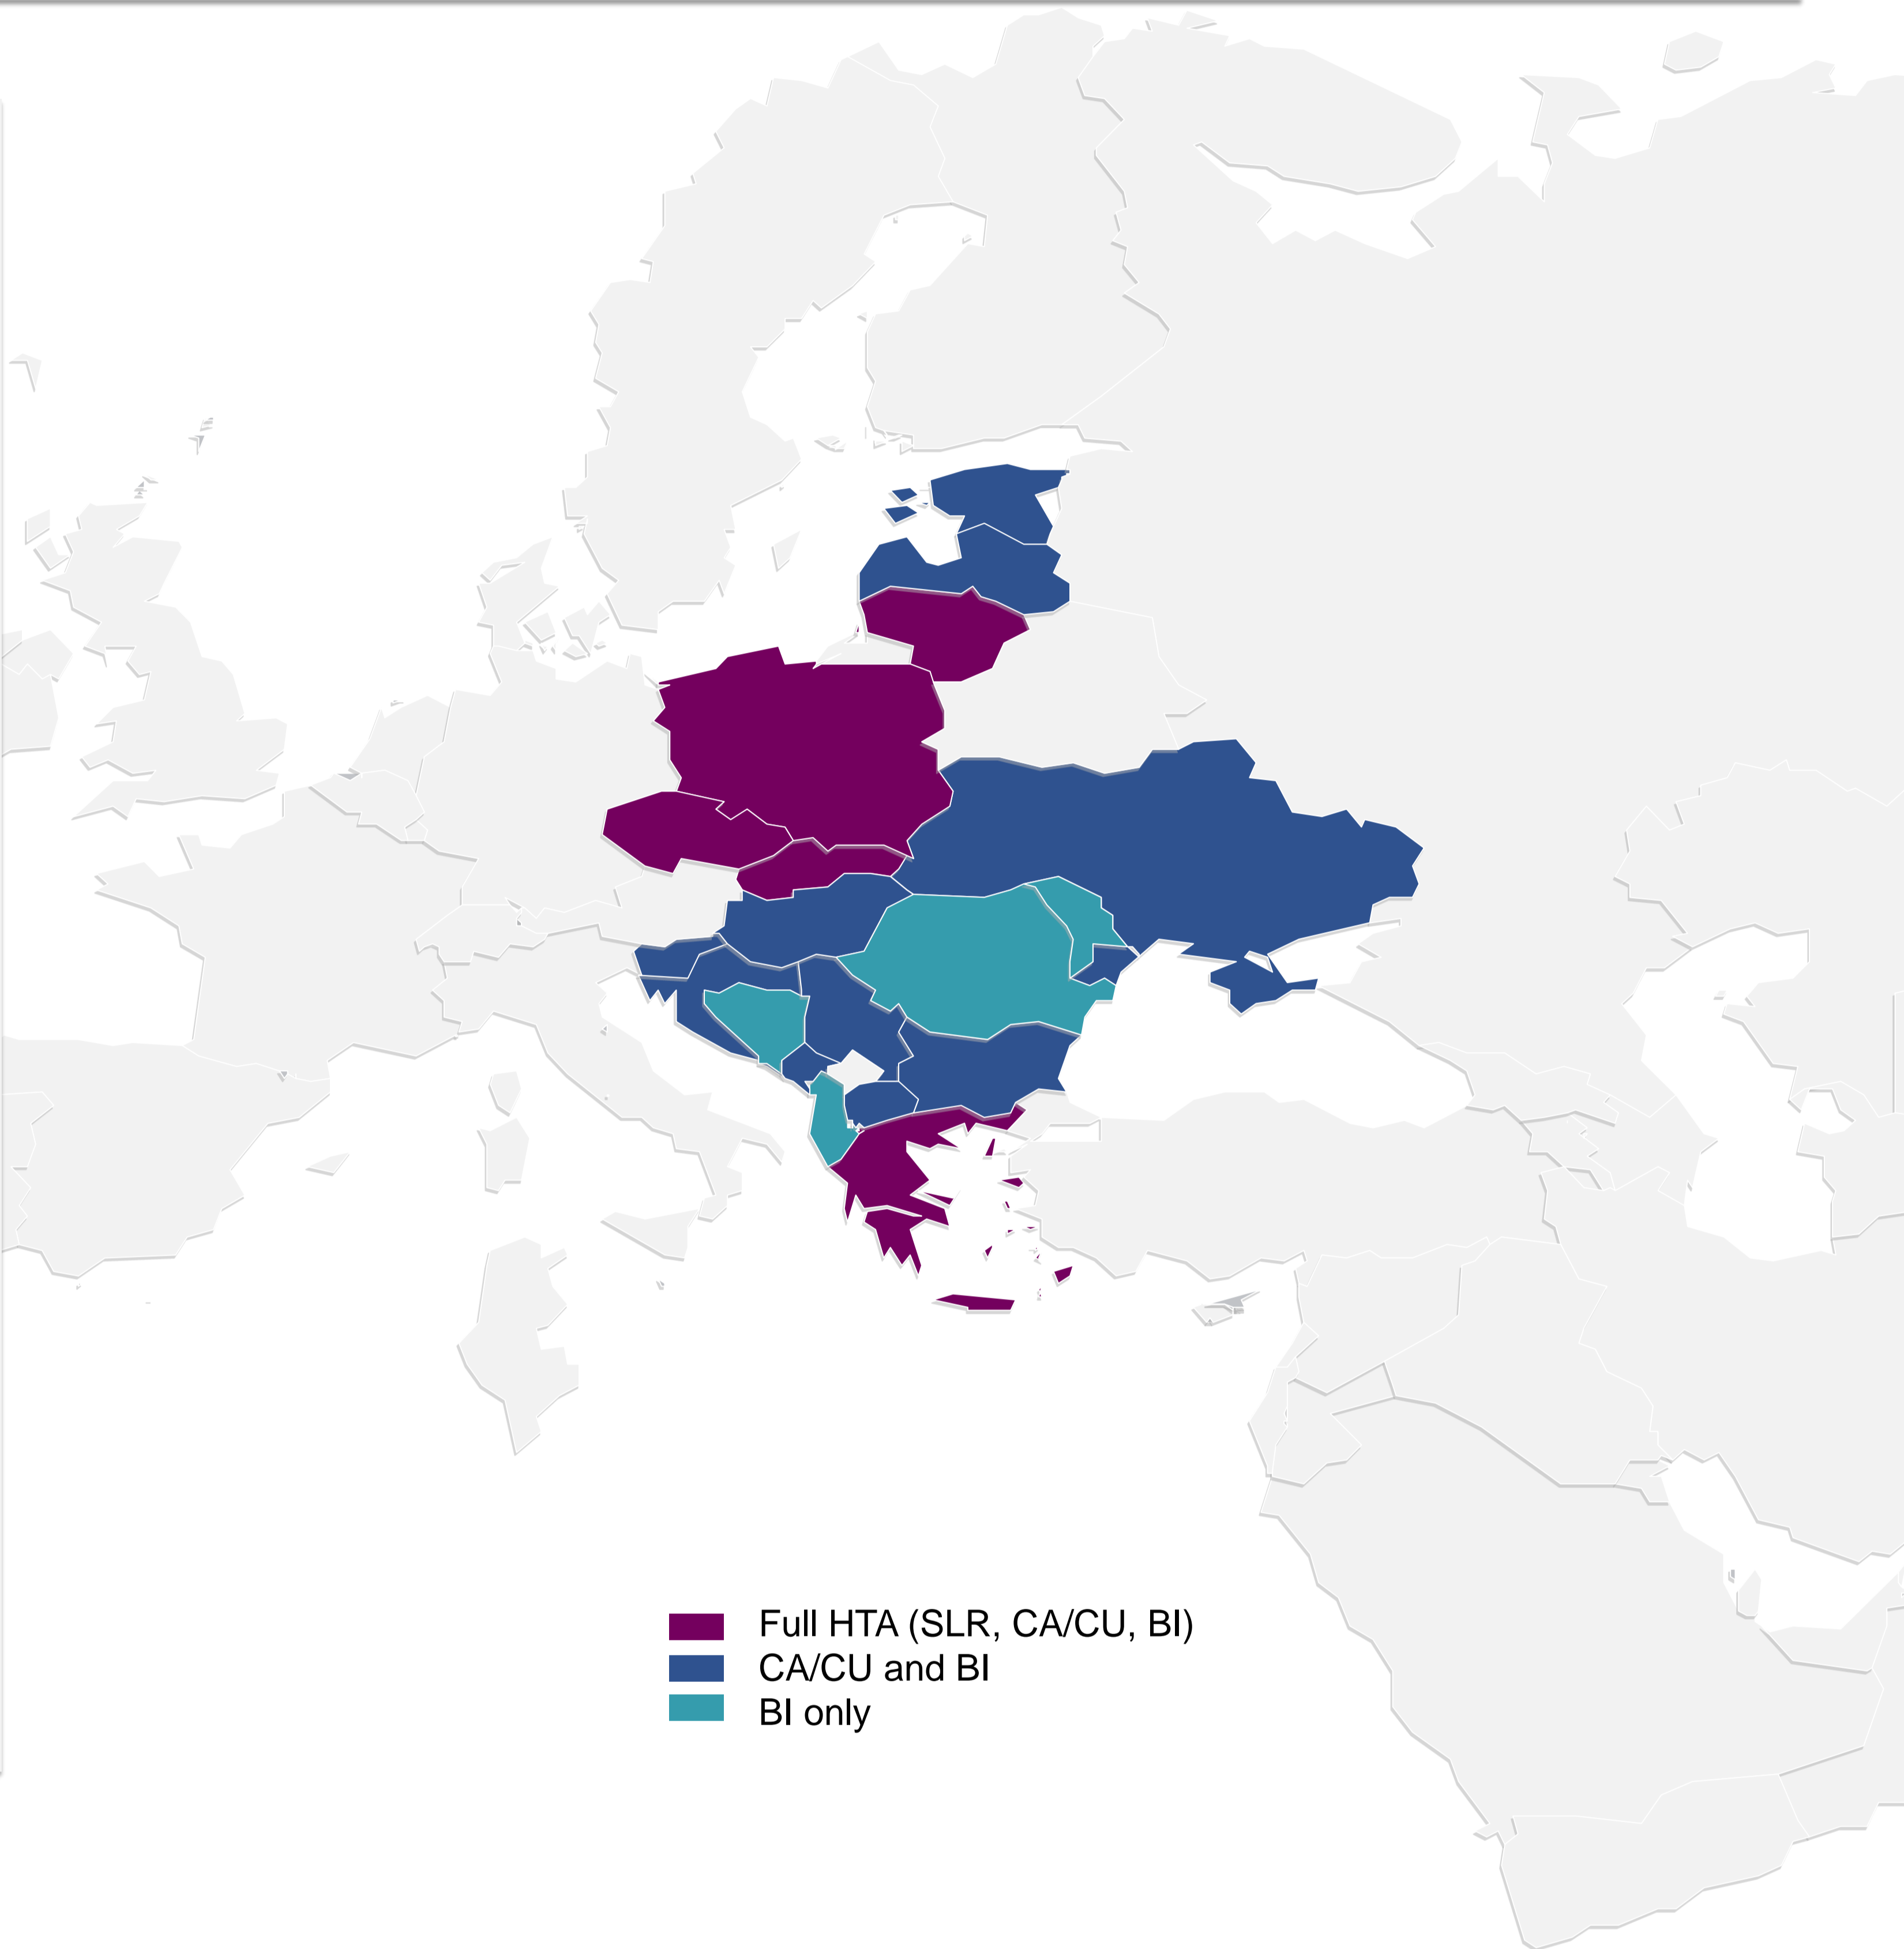 Full HTA (SLR, CA/CU, BI)
CA/CU and BI
BI only